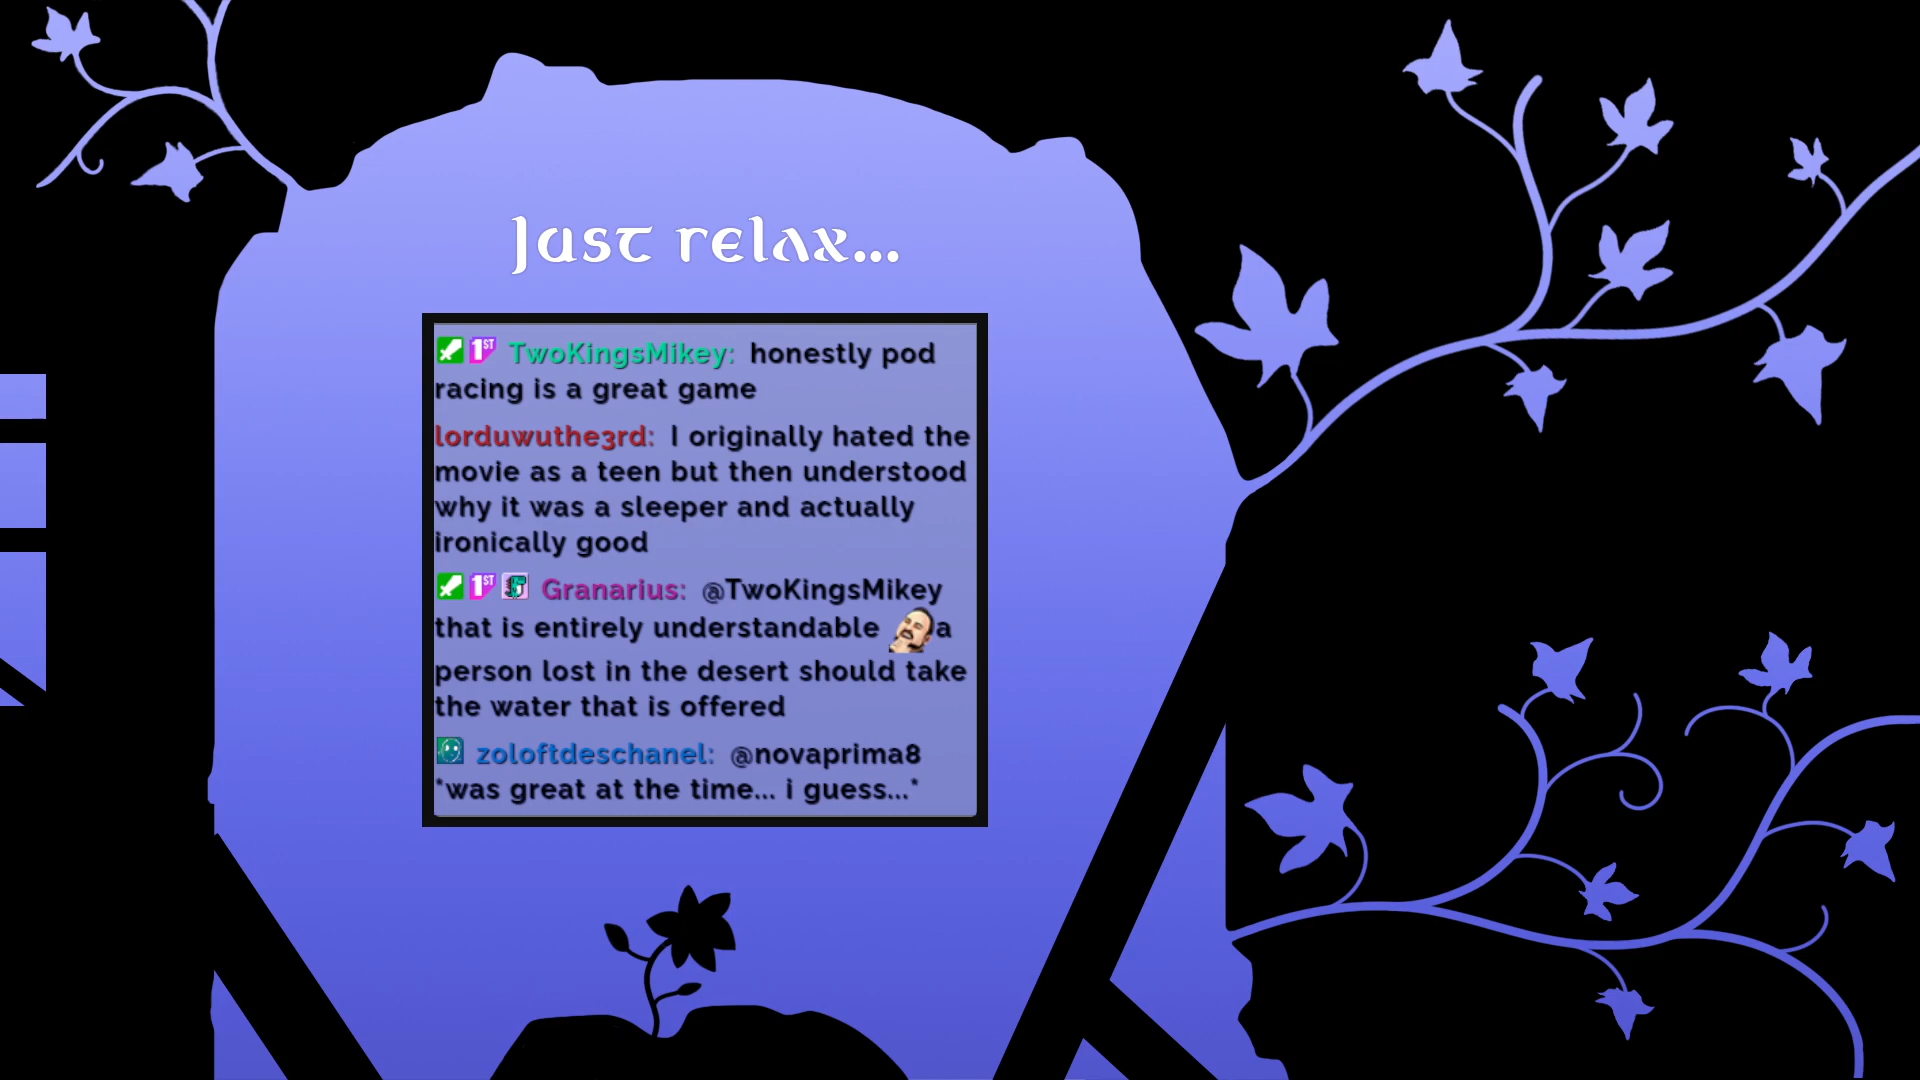 Just relax...
1ST TwoKingsMikey: honestly pod
racing is a great game
lorduwuthe3rd: I originally hated the
movie as a teen but then understood
why it was a sleeper and actually
ironically good
1ST Granarius: @TwoKingsMikey
that is entirely understandable a
person lost in the desert should take
the water that is offered
zoloftdeschanel: @novaprima8
*was great at the time... i guess...*